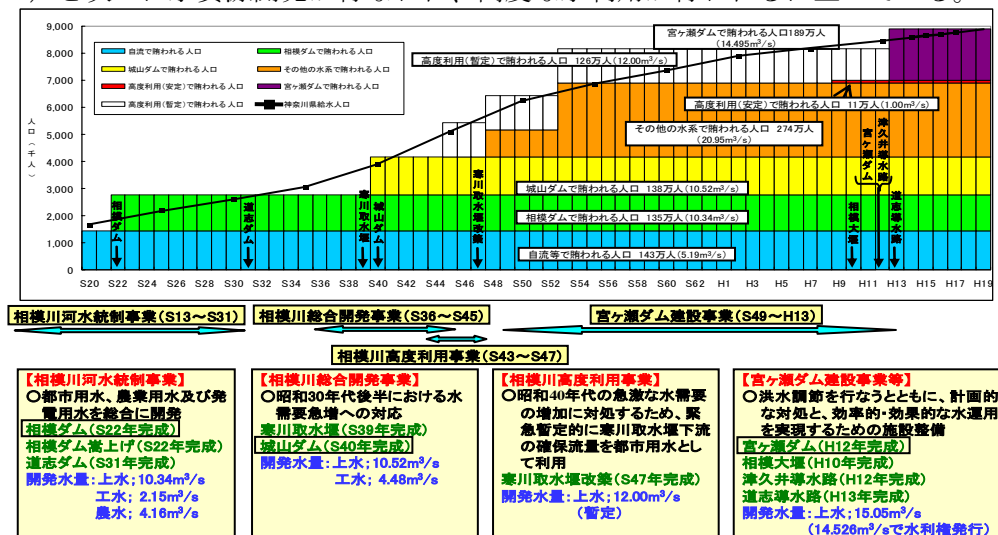 9,000
8,000
7,000
6,000
5,000
4,000
3,000
2,000
1,000
0
人口(千人)
自流で賄われる人口
相模ダムで賄われる人口
城山ダムで賄われる人口
その他の水系で賄われる人口
高度利用(安定)で賄われる人口
宮ヶ瀬ダムで賄われる人口
高度利用(暫定)で賄われる人口
神奈川県給水人口
宮ヶ瀬ダムで賄われる人口189万人
(14.495m³/s)
高度利用(暫定)で賄われる人口 126万人(12.00m³/s)
高度利用(安定)で賄われる人口 11万人(1.00m³/s)
その他の水系で賄われる人口 274万人
(20.95m³/s)
城山ダムで賄われる人口 138万人(10.52m³/s)
相模ダムで賄われる人口 135万人(10.34m³/s)
自流等で賄われる人口 143万人(5.19m³/s)
相模ダム
道志ダム
寒川取水堰
城山ダム
寒川取水堰改築
相模大堰
宮ヶ瀬ダム
津久井導水路
道志導水路
S20 S22 S24 S26 S28 S30 S32 S34 S36 S38 S40 S42 S44 S46 S48 S50 S52 S54 S56 S58 S60 S62 H1 H3 H5 H7 H9 H11 H13 H15 H17 H19
相模川河水統制事業(S13～S31)
相模川総合開発事業(S36～S45)
宮ヶ瀬ダム建設事業(S49～H13)
相模川高度利用事業(S43～S47)
【相模川河水統制事業】
○都市用水、農業用水及び発
電用水を総合に開発
相模ダム(S22年完成)
相模ダム嵩上げ(S22年完成)
道志ダム(S31年完成)
開発水量:上水;10.34m³/s
工水; 2.15m³/s
農水; 4.16m³/s
【相模川総合開発事業】
○昭和30年代後半における水
需要急増への対応
寒川取水堰(S39年完成)
城山ダム(S40年完成)
開発水量:上水;10.52m³/s
工水; 4.48m³/s
【相模川高度利用事業】
○昭和40年代の急激な水需要
の増加に対処するため、緊
急暫定的に寒川取水堰下流
の確保流量を都市用水とし
て利用
寒川取水堰改築(S47年完成)
開発水量:上水;12.00m³/s
(暫定)
【宮ヶ瀬ダム建設事業等】
○洪水調節を行なうとともに、計画的
な対処と、効率的・効果的な水運用
を実現するための施設整備
宮ヶ瀬ダム(H12年完成)
相模大堰(H10年完成)
津久井導水路(H12年完成)
道志導水路(H13年完成)
開発水量:上水;15.05m³/s
(14.526m³/sで水利権発行)